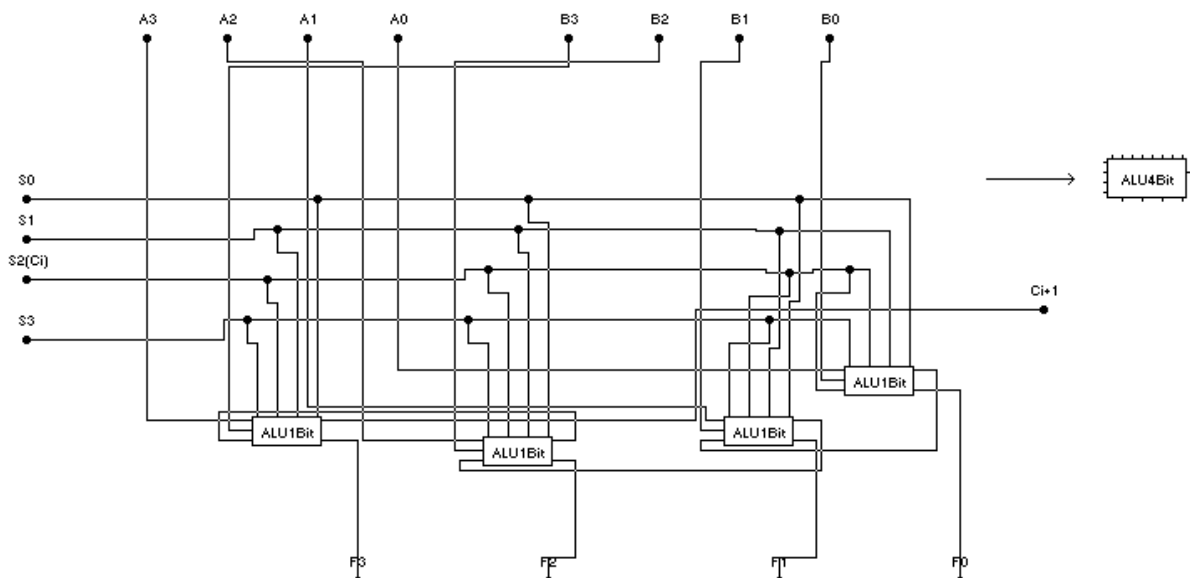 A3 A2 A1 A0 B3 B2 B1 B0
S0
ALU4Bit
S1
S2(Ci)
Ci+1
S3
ALU1Bit
ALU1Bit
ALU1Bit
ALU1Bit
F3 F2 F1 F0